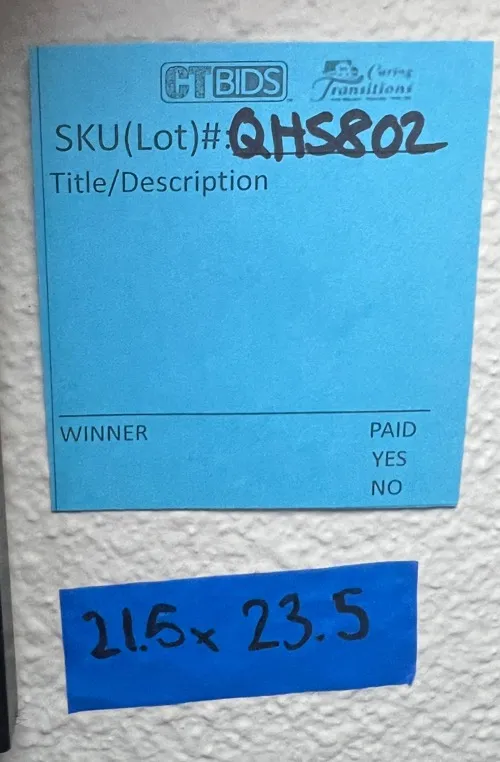 CTBIDS
Caring
Transitions
SKU(Lot)#:QHS802
Title/Description
WINNER
PAID
YES
NO
21.5x 23.5